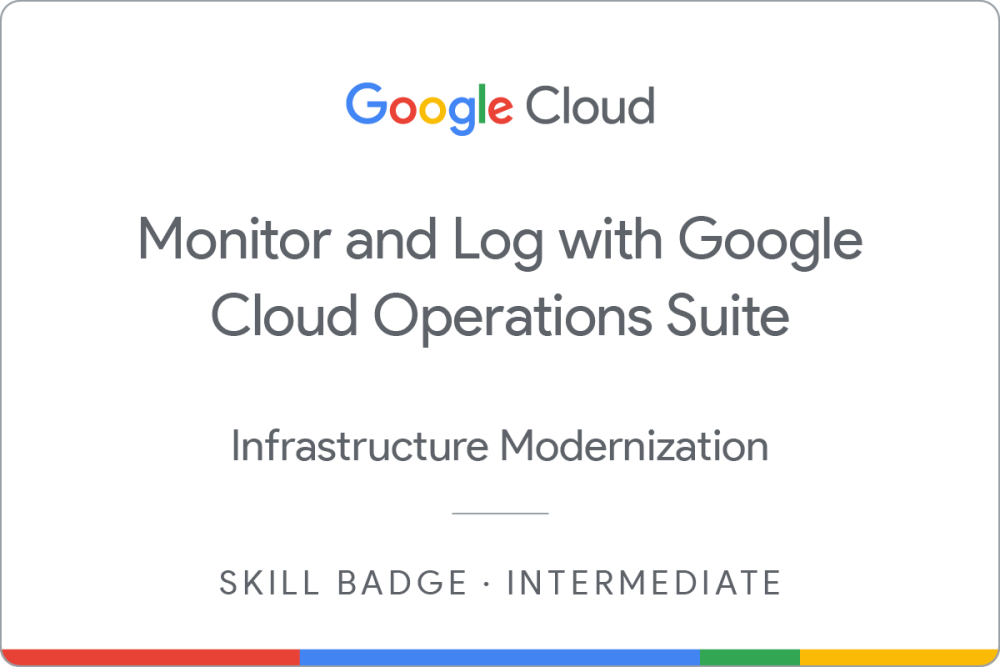 Google Cloud
Monitor and Log with Google
Cloud Operations Suite
Infrastructure Modernization
SKILL BADGE · INTERMEDIATE